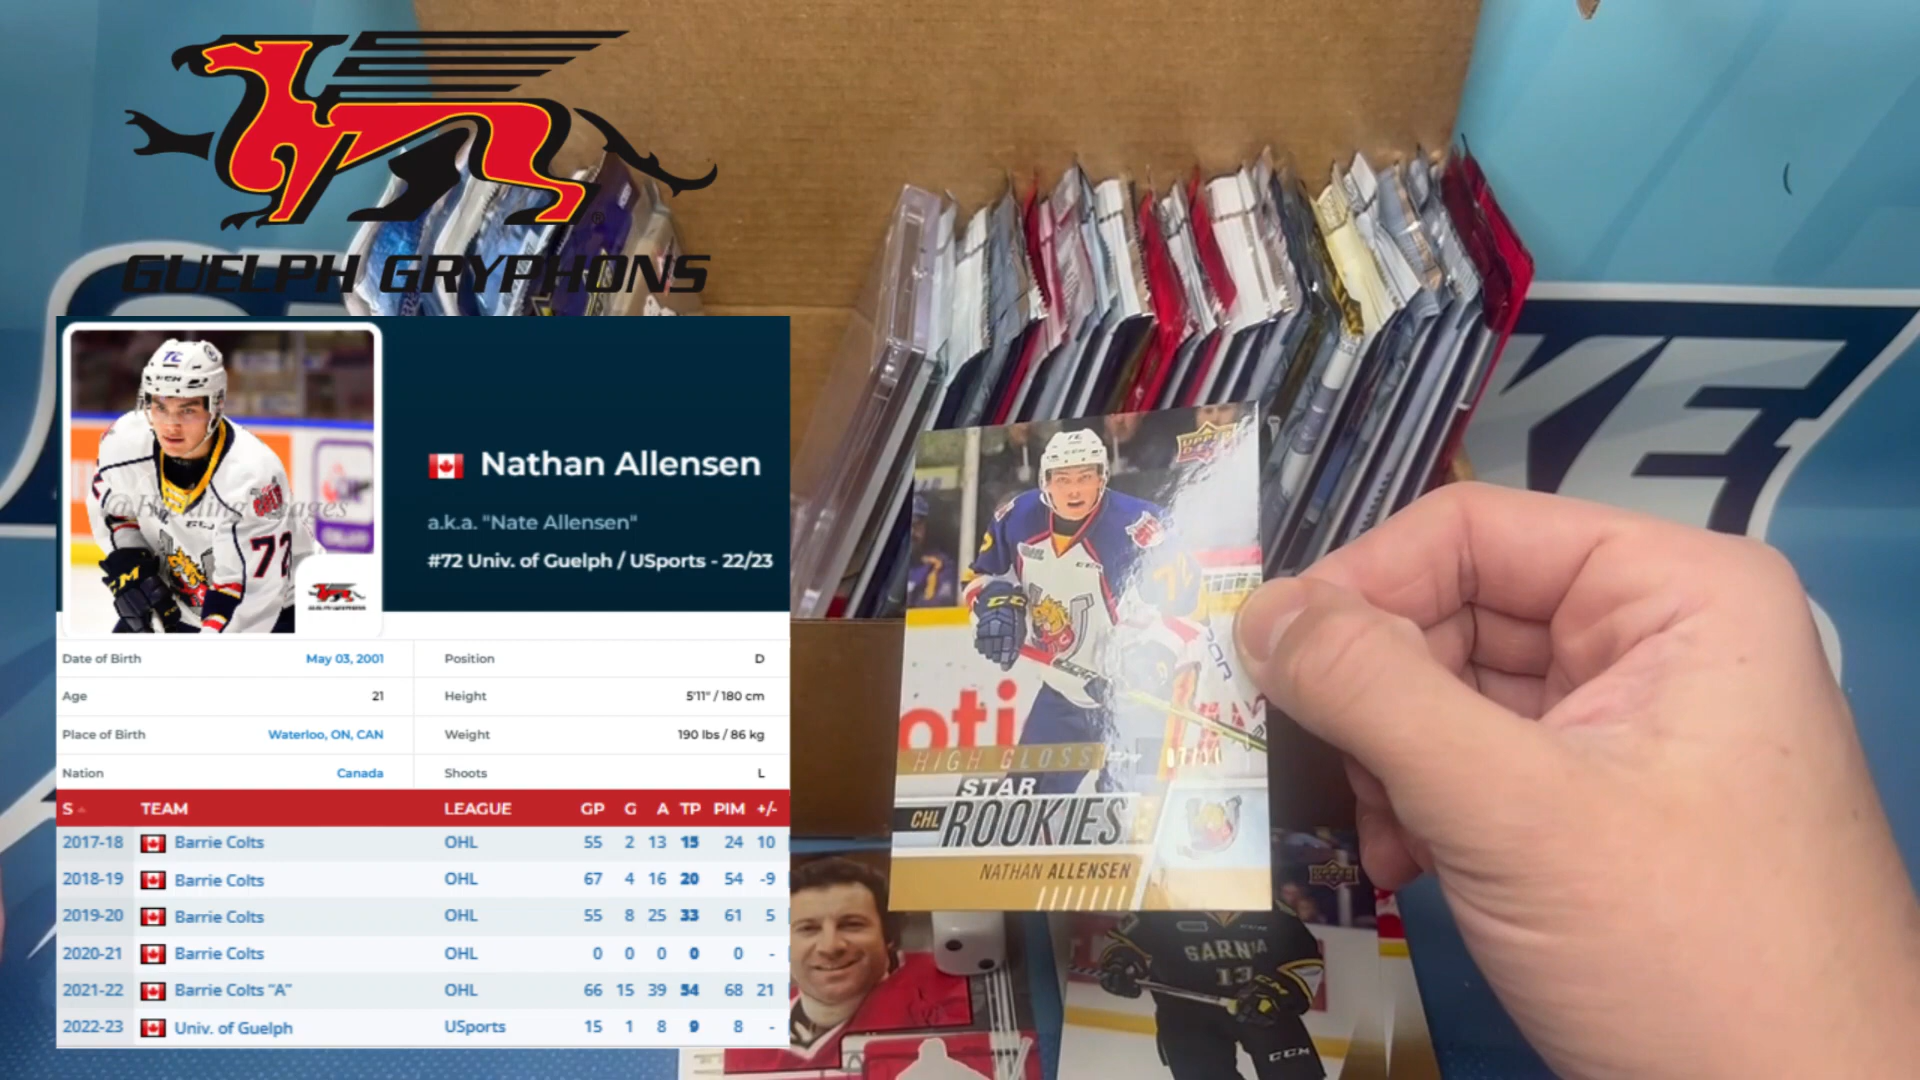 GUELPH GRYPHONS
Nathan Allensen
a.k.a. "Nate Allensen"
#72 Univ. of Guelph / USports - 22/23
72
Date of Birth May 03, 2001 Position D
Age 21 Height 5'11" / 180 cm
Place of Birth Waterloo, ON, CAN Weight 190 lbs / 86 kg
Nation Canada Shoots L
S TEAM LEAGUE GP G A TP PIM +/-
2017-18 Barrie Colts OHL 55 2 13 15 24 10
2018-19 Barrie Colts OHL 67 4 16 20 54 -9
2019-20 Barrie Colts OHL 55 8 25 33 61 5
2020-21 Barrie Colts OHL 0 0 0 0 0 -
2021-22 Barrie Colts "A" OHL 66 15 39 54 68 21
2022-23 Univ. of Guelph USports 15 1 8 9 8 -
UPPER
DECK
HIGH GLOSS
STAR
CHL ROOKIES
NATHAN ALLENSEN
SARNIA
13
CCM